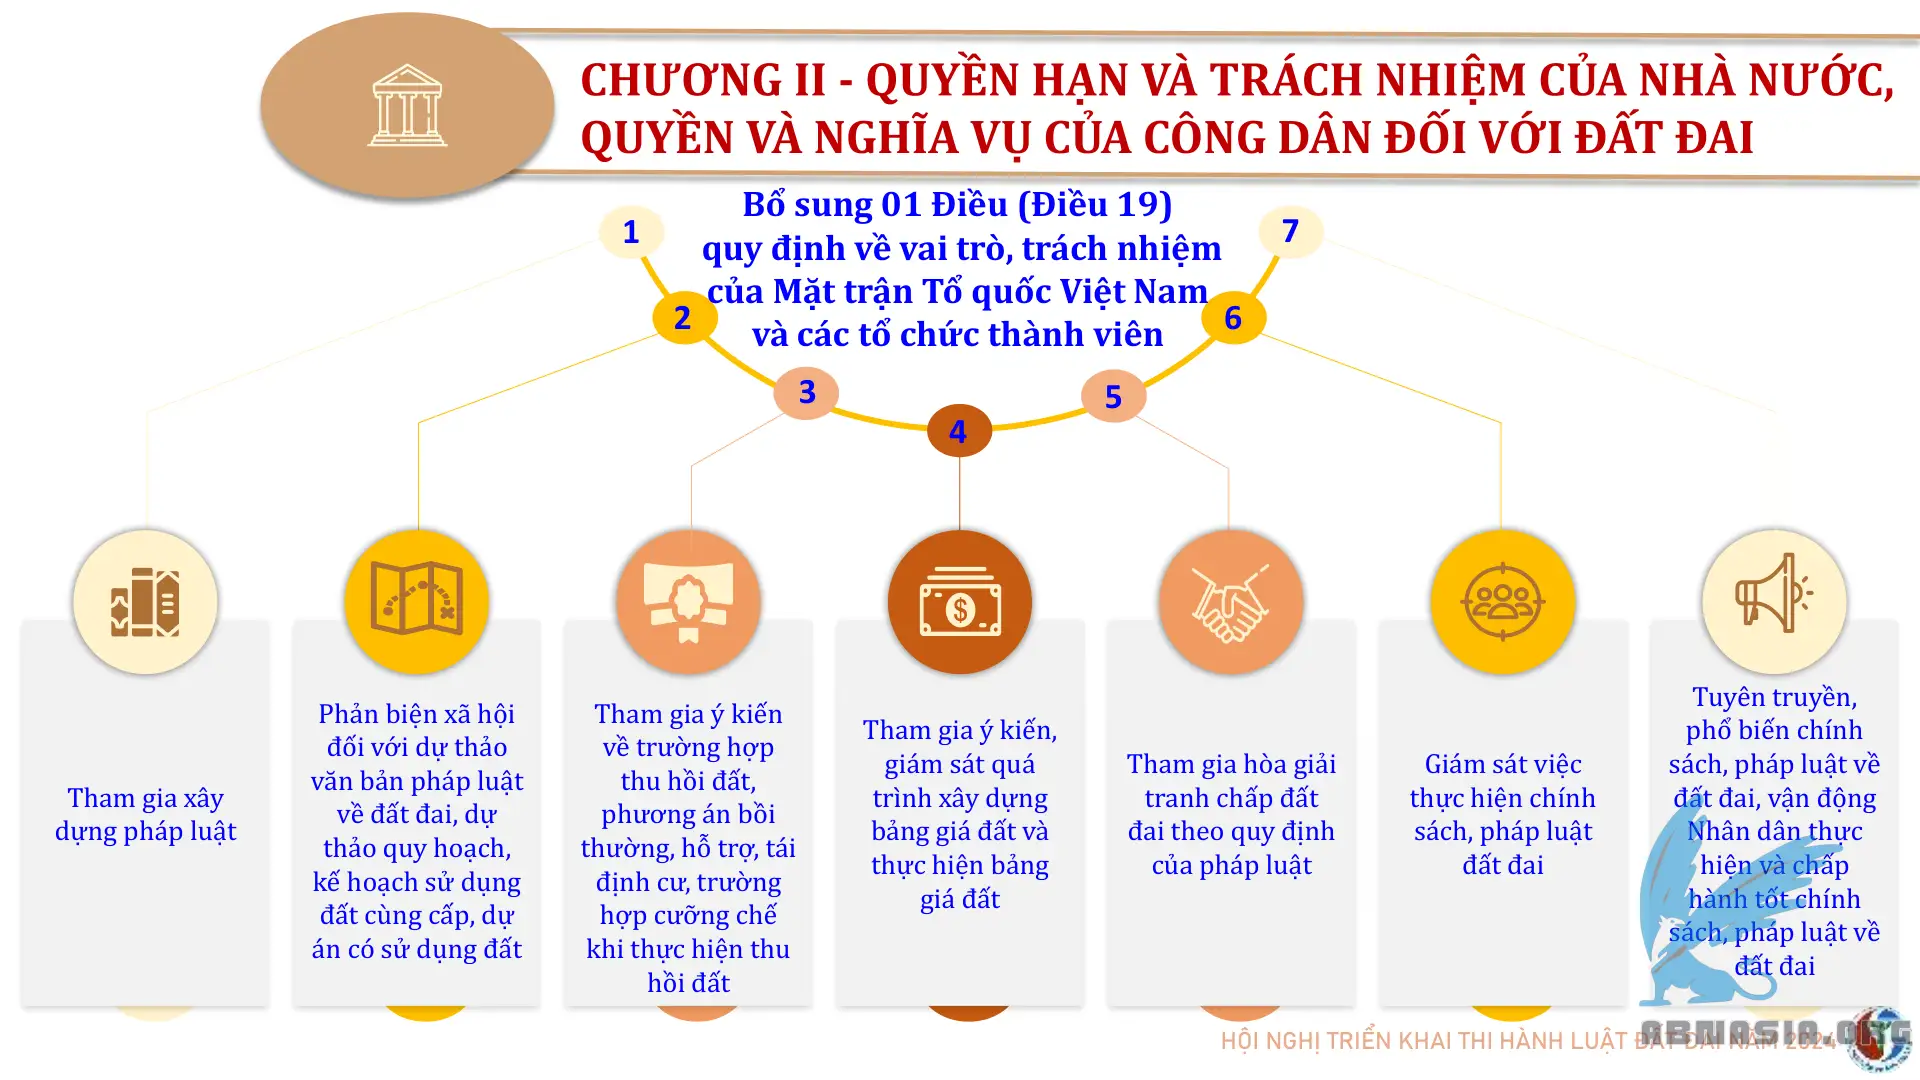 CHƯƠNG II - QUYỀN HẠN VÀ TRÁCH NHIỆM CỦA NHÀ NƯỚC,
QUYỀN VÀ NGHĨA VỤ CỦA CÔNG DÂN ĐỐI VỚI ĐẤT ĐAI
Bổ sung 01 Điều (Điều 19)
quy định về vai trò, trách nhiệm
của Mặt trận Tổ quốc Việt Nam
và các tổ chức thành viên
1
2
3
4
5
6
7
Tham gia xây
dựng pháp luật
Phản biện xã hội
đối với dự thảo
văn bản pháp luật
về đất đai, dự
thảo quy hoạch,
kế hoạch sử dụng
đất cùng cấp, dự
án có sử dụng đất
Tham gia ý kiến
về trường hợp
thu hồi đất,
phương án bồi
thường, hỗ trợ, tái
định cư, trường
hợp cưỡng chế
khi thực hiện thu
hồi đất
Tham gia ý kiến,
giám sát quá
trình xây dựng
bảng giá đất và
thực hiện bảng
giá đất
Tham gia hòa giải
tranh chấp đất
đai theo quy định
của pháp luật
Giám sát việc
thực hiện chính
sách, pháp luật
đất đai
Tuyên truyền,
phổ biến chính
sách, pháp luật về
đất đai, vận động
Nhân dân thực
hiện và chấp
hành tốt chính
sách, pháp luật về
đất đai
HỘI NGHỊ TRIỂN KHAI THI HÀNH LUẬT ĐẤT ĐAI NĂM 2024
ABMASIA.ORG